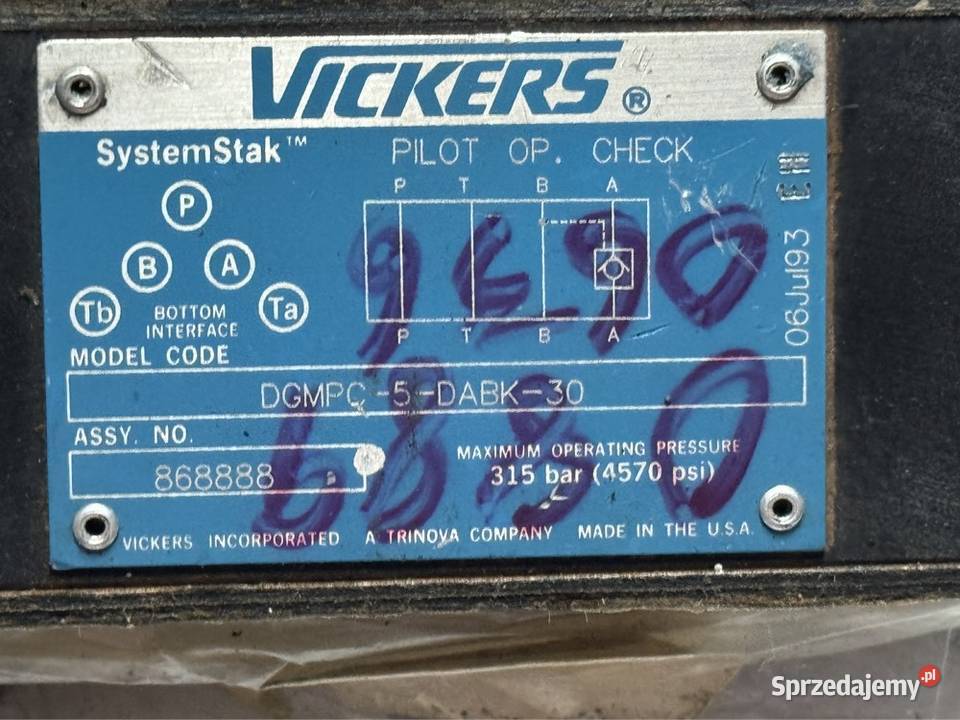 VICKERS ®
SystemStak™ PILOT OP. CHECK
P T B A
P
B A
Tb Ta
BOTTOM
INTERFACE
P T B A
06Jul93
MODEL CODE
DGMPC-5-DABK-30
ASSY. NO.
868888
MAXIMUM OPERATING PRESSURE
315 bar (4570 psi)
VICKERS INCORPORATED A TRINOVA COMPANY MADE IN THE U.S.A.
Sprzedajemy.pl